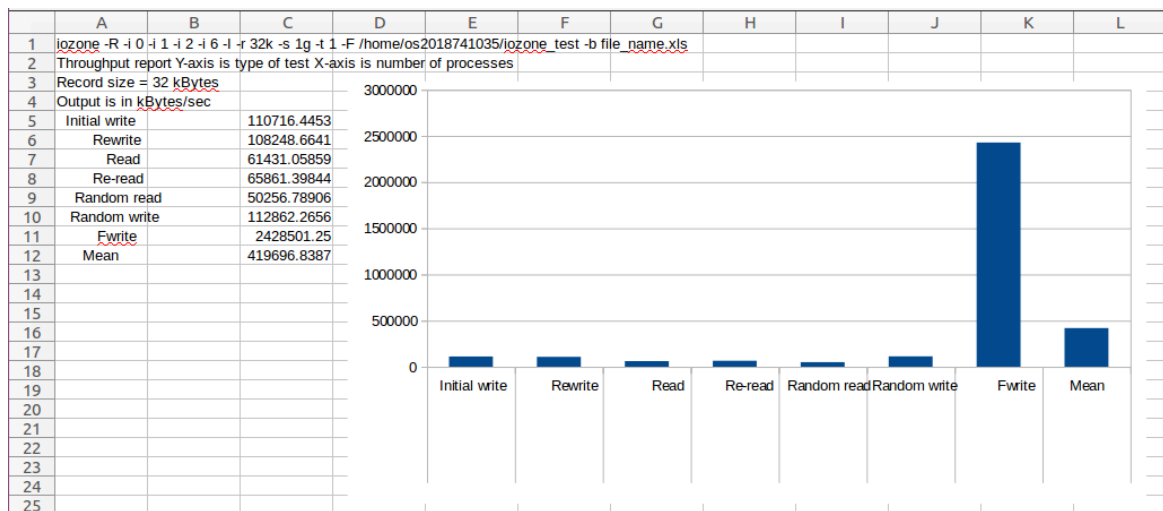 A B C D E F G H I J K L
1 iozone -R -i 0 -i 1 -i 2 -i 6 -I -r 32k -s 1g -t 1 -F /home/os2018741035/iozone_test -b file_name.xls
2 Throughput report Y-axis is type of test X-axis is number of processes
3 Record size = 32 kBytes
4 Output is in kBytes/sec
5 Initial write 110716.4453
6 Rewrite 108248.6641
7 Read 61431.05859
8 Re-read 65861.39844
9 Random read 50256.78906
10 Random write 112862.2656
11 Fwrite 2428501.25
12 Mean 419696.8387
13
14
15
16
17
18
19
20
21
22
23
24
25
3000000
2500000
2000000
1500000
1000000
500000
0
Initial write Rewrite Read Re-read Random read Random write Fwrite Mean